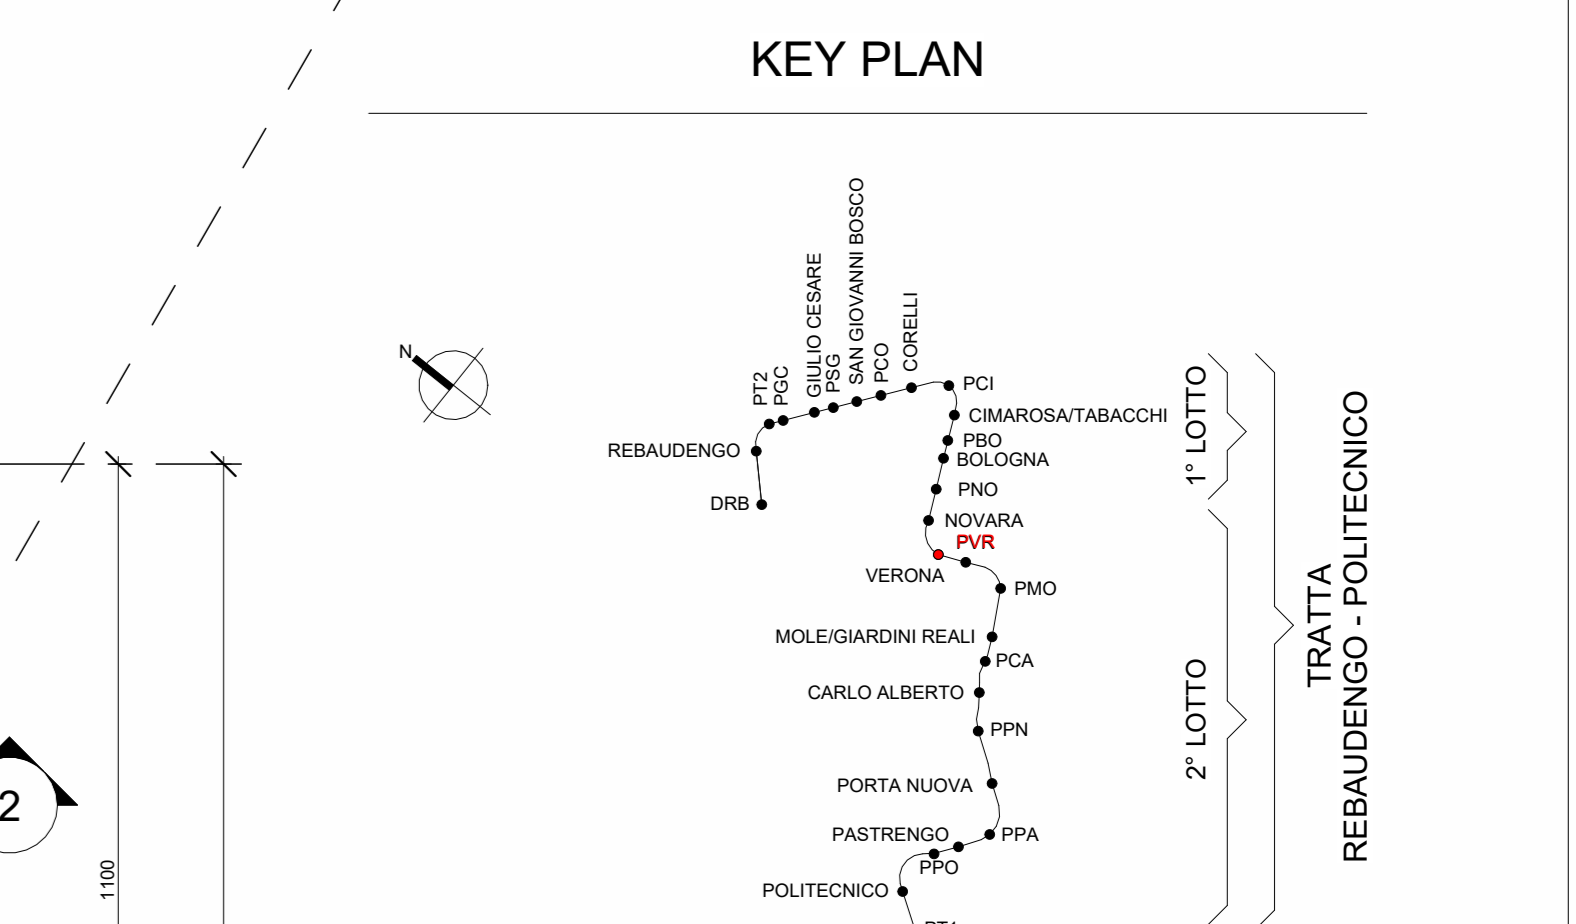 KEY PLAN
N
PT2
PGC
GIULIO CESARE
PSG
SAN GIOVANNI BOSCO
PCO
CORELLI
PCI
CIMAROSA/TABACCHI
REBAUDENGO
PBO
BOLOGNA
DRB
PNO
NOVARA
PVR
VERONA
PMO
MOLE/GIARDINI REALI
PCA
CARLO ALBERTO
PPN
PORTA NUOVA
PASTRENGO
PPA
PPO
POLITECNICO
PT1
1° LOTTO
2° LOTTO
TRATTA
REBAUDENGO - POLITECNICO
2
1100